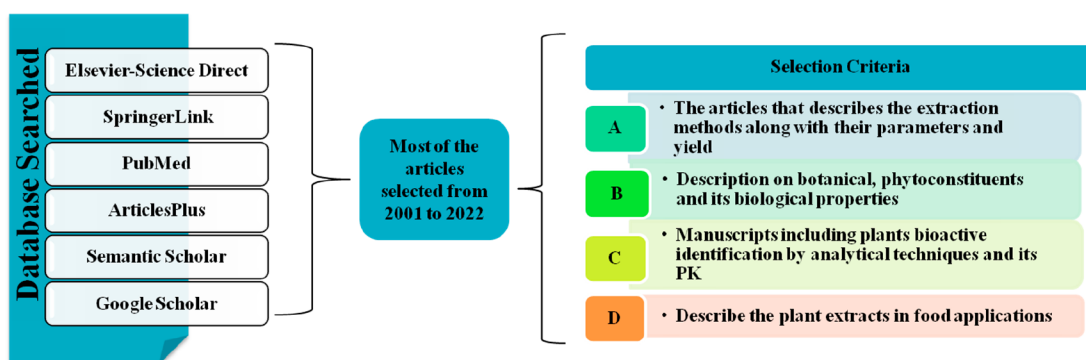 Database Searched
Elsevier-Science Direct
SpringerLink
PubMed
ArticlesPlus
Semantic Scholar
Google Scholar
Most of the
articles
selected from
2001 to 2022
Selection Criteria
A
• The articles that describes the extraction
methods along with their parameters and
yield
B
• Description on botanical, phytoconstituents
and its biological properties
C
• Manuscripts including plants bioactive
identification by analytical techniques and its
PK
D
• Describe the plant extracts in food applications